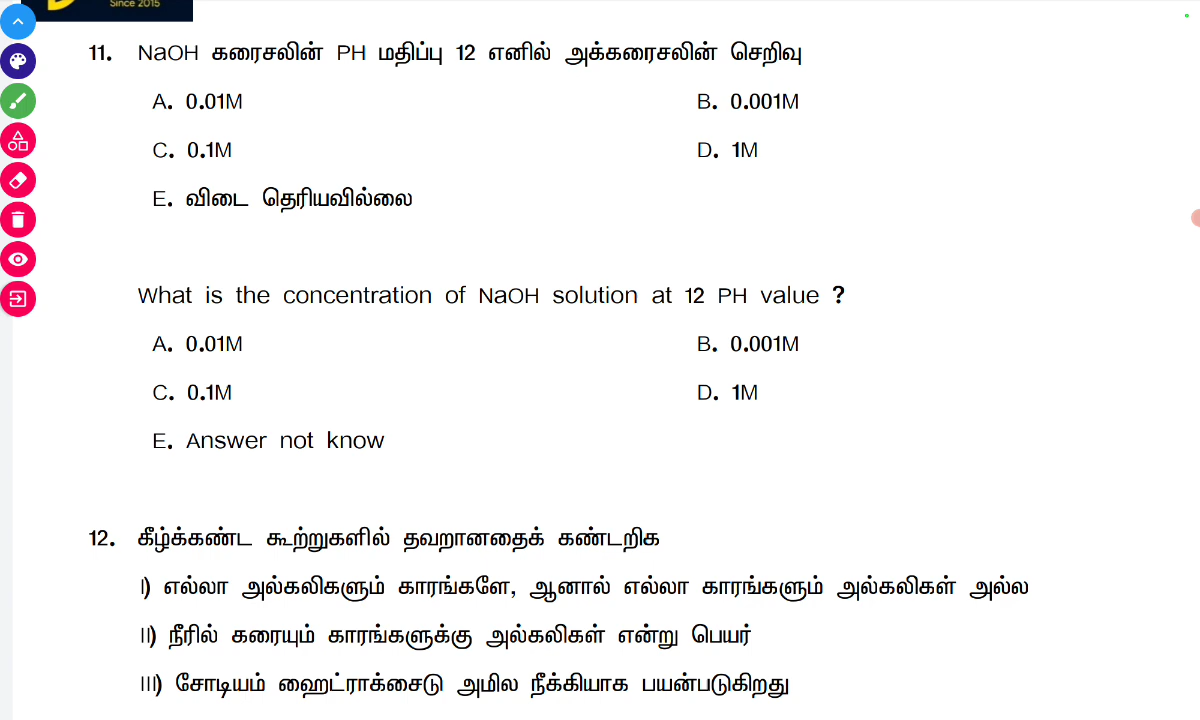 Since 2015
11. NaOH கரைசலின் PH மதிப்பு 12 எனில் அக்கரைசலின் செறிவு
A. 0.01M B. 0.001M
C. 0.1M D. 1M
E. விடை தெரியவில்லை
What is the concentration of NaOH solution at 12 PH value ?
A. 0.01M B. 0.001M
C. 0.1M D. 1M
E. Answer not know
12. கீழ்க்கண்ட கூற்றுகளில் தவறானதைக் கண்டறிக
I) எல்லா அல்கலிகளும் காரங்களே, ஆனால் எல்லா காரங்களும் அல்கலிகள் அல்ல
II) நீரில் கரையும் காரங்களுக்கு அல்கலிகள் என்று பெயர்
III) சோடியம் ஹைட்ராக்சைடு அமில நீக்கியாக பயன்படுகிறது